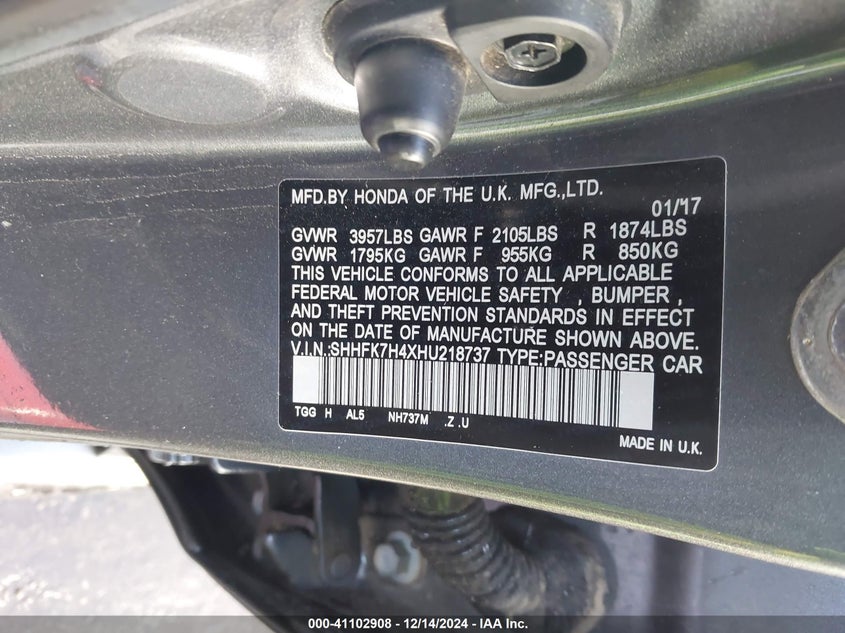 MFD.BY HONDA OF THE U.K. MFG.,LTD.
01/'17
GVWR 3957LBS GAWR F 2105LBS R 1874LBS
GVWR 1795KG GAWR F 955KG R 850KG
THIS VEHICLE CONFORMS TO ALL APPLICABLE
FEDERAL MOTOR VEHICLE SAFETY , BUMPER ,
AND THEFT PREVENTION STANDARDS IN EFFECT
ON THE DATE OF MANUFACTURE SHOWN ABOVE.
V.I.N.:SHHFK7H4XHU218737 TYPE:PASSENGER CAR
TGG H AL5 NH737M .Z .U
MADE IN U.K.
000-41102908 - 12/14/2024 - IAA Inc.